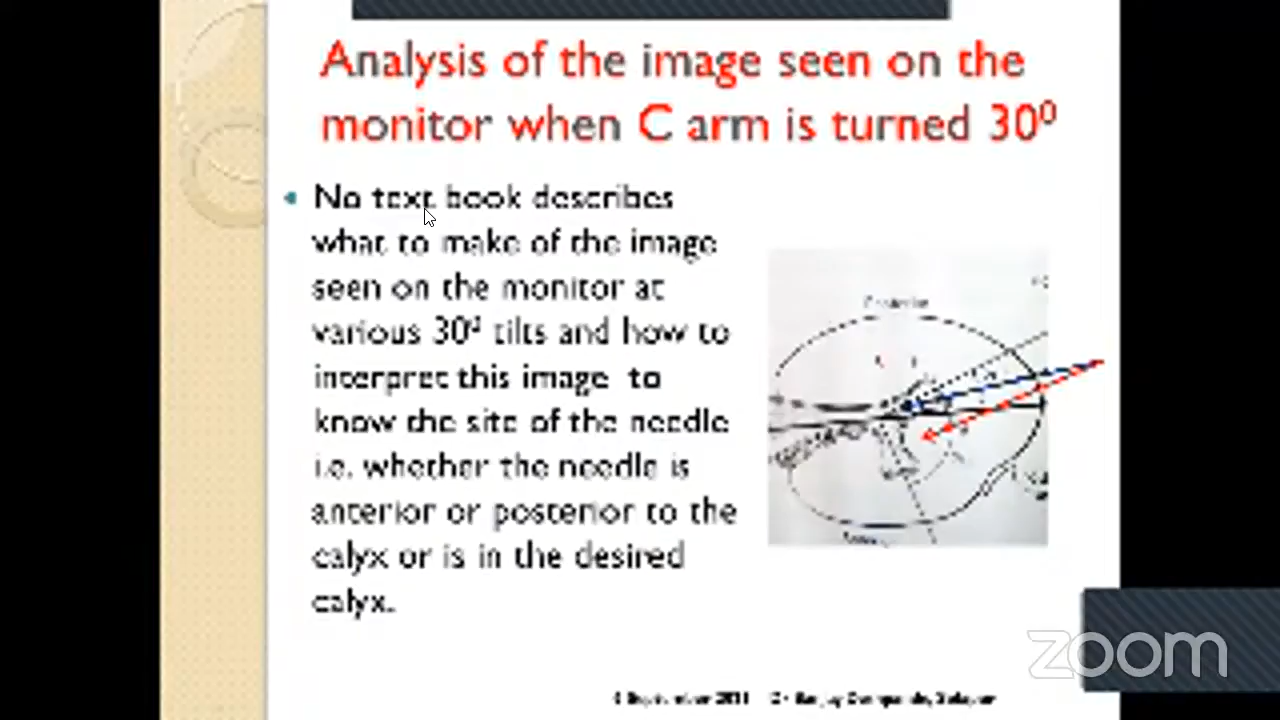 Analysis of the image seen on the
monitor when C arm is turned 30⁰
No text book describes
what to make of the image
seen on the monitor at
various 30⁰ tilts and how to
interpret this image to
know the site of the needle
i.e. whether the needle is
anterior or posterior to the
calyx or is in the desired
calyx.
Posterior
September
zoom